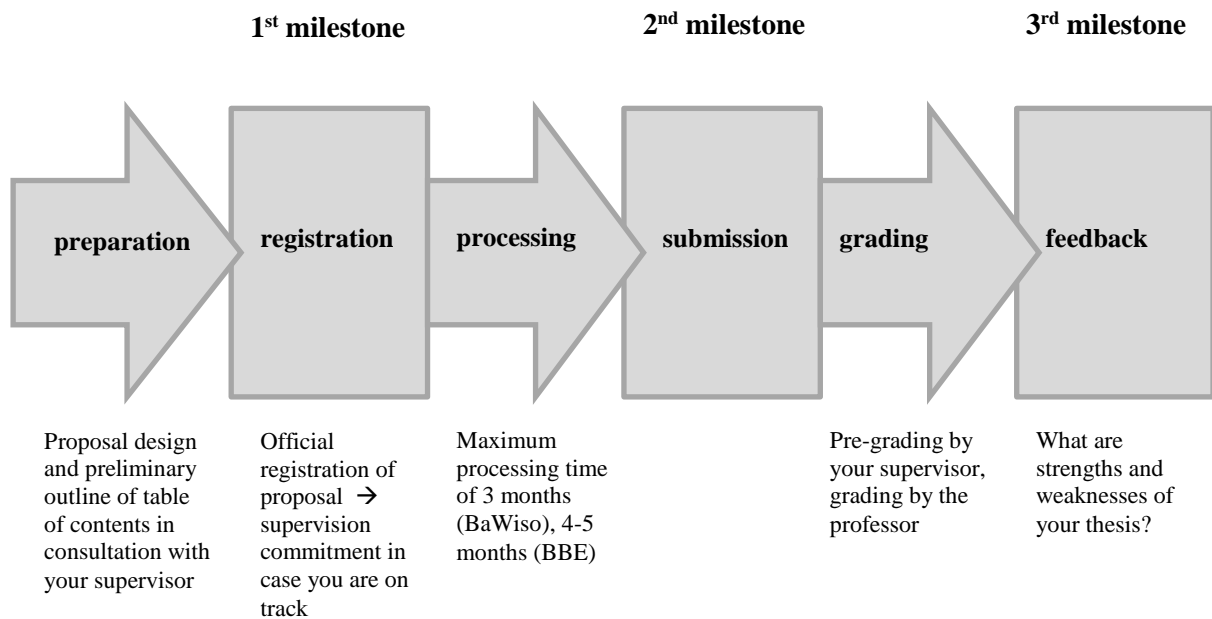 1st milestone
2nd milestone
3rd milestone
preparation
registration
processing
submission
grading
feedback
Proposal design
and preliminary
outline of table
of contents in
consultation with
your supervisor
Official
registration of
proposal →
supervision
commitment in
case you are on
track
Maximum
processing time
of 3 months
(BaWiso), 4-5
months (BBE)
Pre-grading by
your supervisor,
grading by the
professor
What are
strengths and
weaknesses of
your thesis?